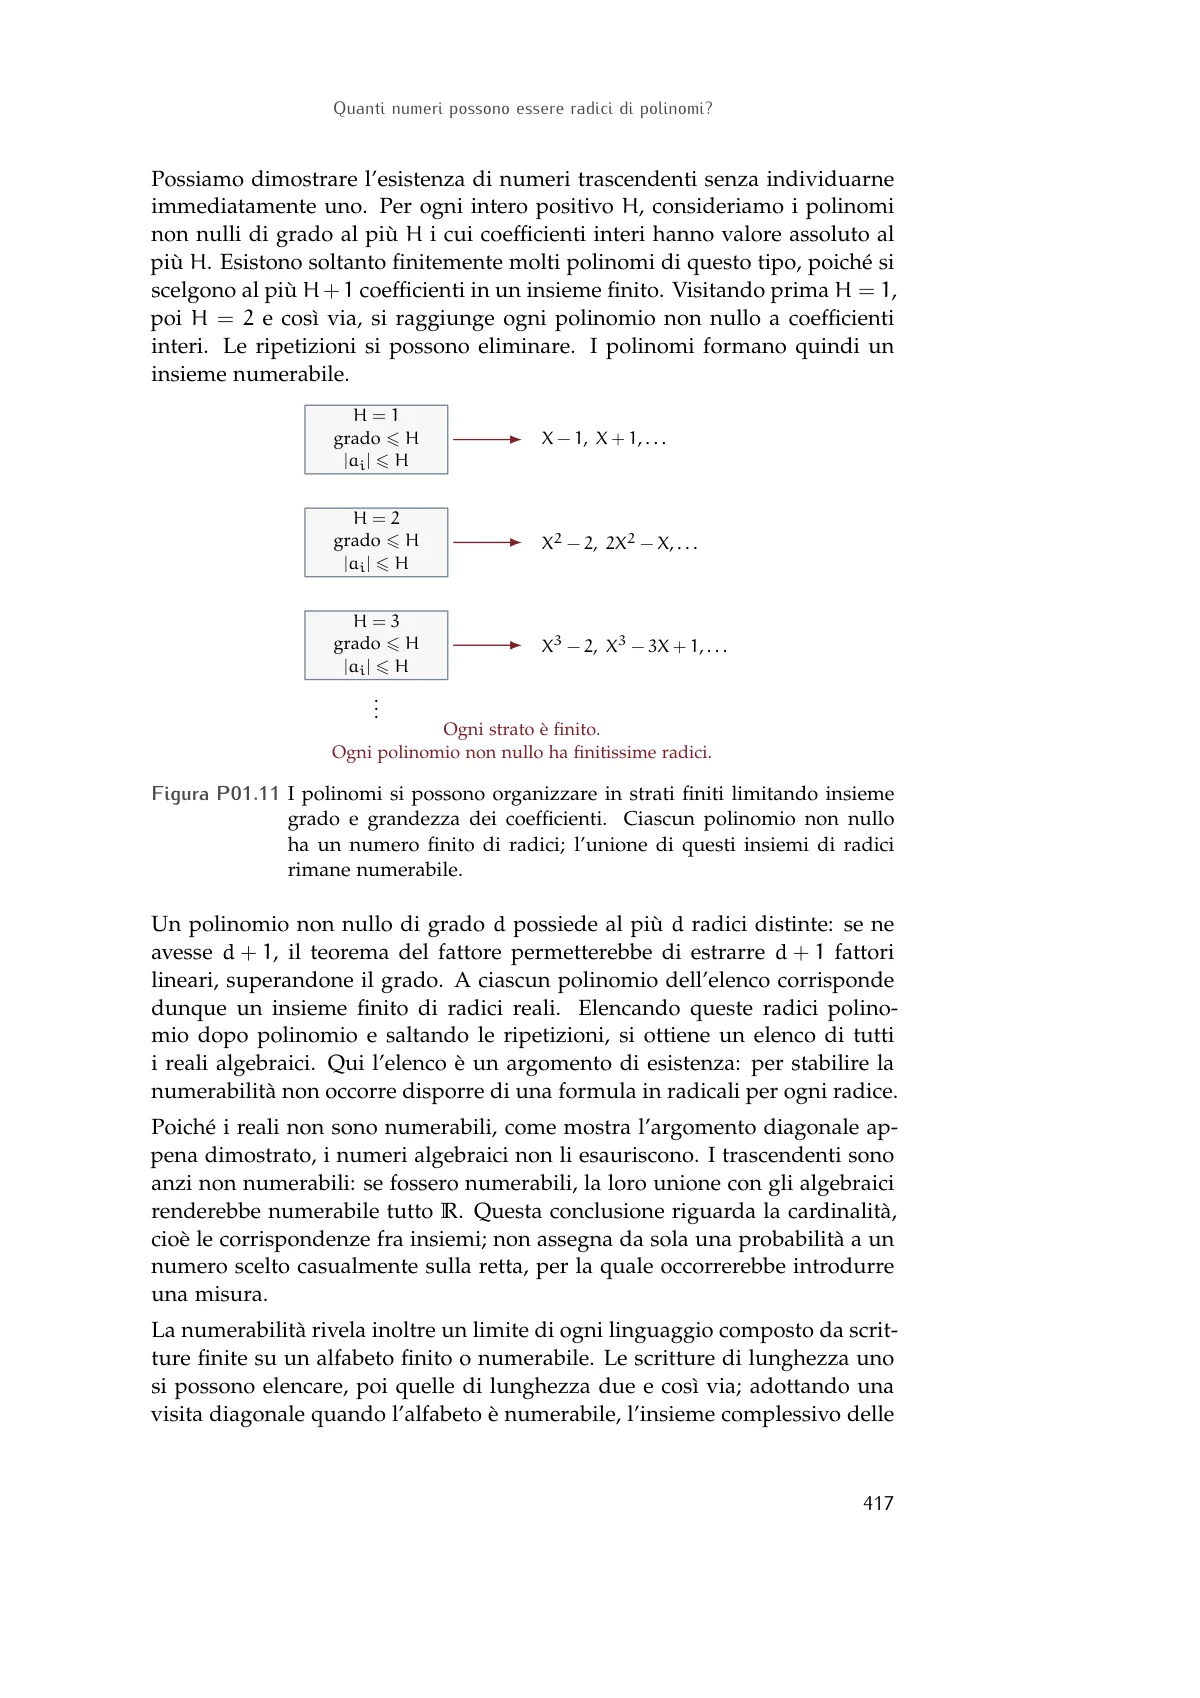 Quanti numeri possono essere radici di polinomi?
Possiamo dimostrare l'esistenza di numeri trascendenti senza individuarne
immediatamente uno. Per ogni intero positivo H, consideriamo i polinomi
non nulli di grado al più H i cui coefficienti interi hanno valore assoluto al
più H. Esistono soltanto finitemente molti polinomi di questo tipo, poiché si
scelgono al più H + 1 coefficienti in un insieme finito. Visitando prima H = 1,
poi H = 2 e così via, si raggiunge ogni polinomio non nullo a coefficienti
interi. Le ripetizioni si possono eliminare. I polinomi formano quindi un
insieme numerabile.
H = 1
grado ⩽ H
|aᵢ| ⩽ H
X − 1, X + 1, . . .
H = 2
grado ⩽ H
|aᵢ| ⩽ H
X² − 2, 2X² − X, . . .
H = 3
grado ⩽ H
|aᵢ| ⩽ H
X³ − 2, X³ − 3X + 1, . . .
⋮
Ogni strato è finito.
Ogni polinomio non nullo ha finitissime radici.
Figura P01.11 I polinomi si possono organizzare in strati finiti limitando insieme
grado e grandezza dei coefficienti. Ciascun polinomio non nullo
ha un numero finito di radici; l'unione di questi insiemi di radici
rimane numerabile.
Un polinomio non nullo di grado d possiede al più d radici distinte: se ne
avesse d + 1, il teorema del fattore permetterebbe di estrarre d + 1 fattori
lineari, superandone il grado. A ciascun polinomio dell'elenco corrisponde
dunque un insieme finito di radici reali. Elencando queste radici polino-
mio dopo polinomio e saltando le ripetizioni, si ottiene un elenco di tutti
i reali algebraici. Qui l'elenco è un argomento di esistenza: per stabilire la
numerabilità non occorre disporre di una formula in radicali per ogni radice.
Poiché i reali non sono numerabili, come mostra l'argomento diagonale ap-
pena dimostrato, i numeri algebraici non li esauriscono. I trascendenti sono
anzi non numerabili: se fossero numerabili, la loro unione con gli algebraici
renderebbe numerabile tutto ℝ. Questa conclusione riguarda la cardinalità,
cioè le corrispondenze fra insiemi; non assegna da sola una probabilità a un
numero scelto casualmente sulla retta, per la quale occorrerebbe introdurre
una misura.
La numerabilità rivela inoltre un limite di ogni linguaggio composto da scrit-
ture finite su un alfabeto finito o numerabile. Le scritture di lunghezza uno
si possono elencare, poi quelle di lunghezza due e così via; adottando una
visita diagonale quando l'alfabeto è numerabile, l'insieme complessivo delle
417